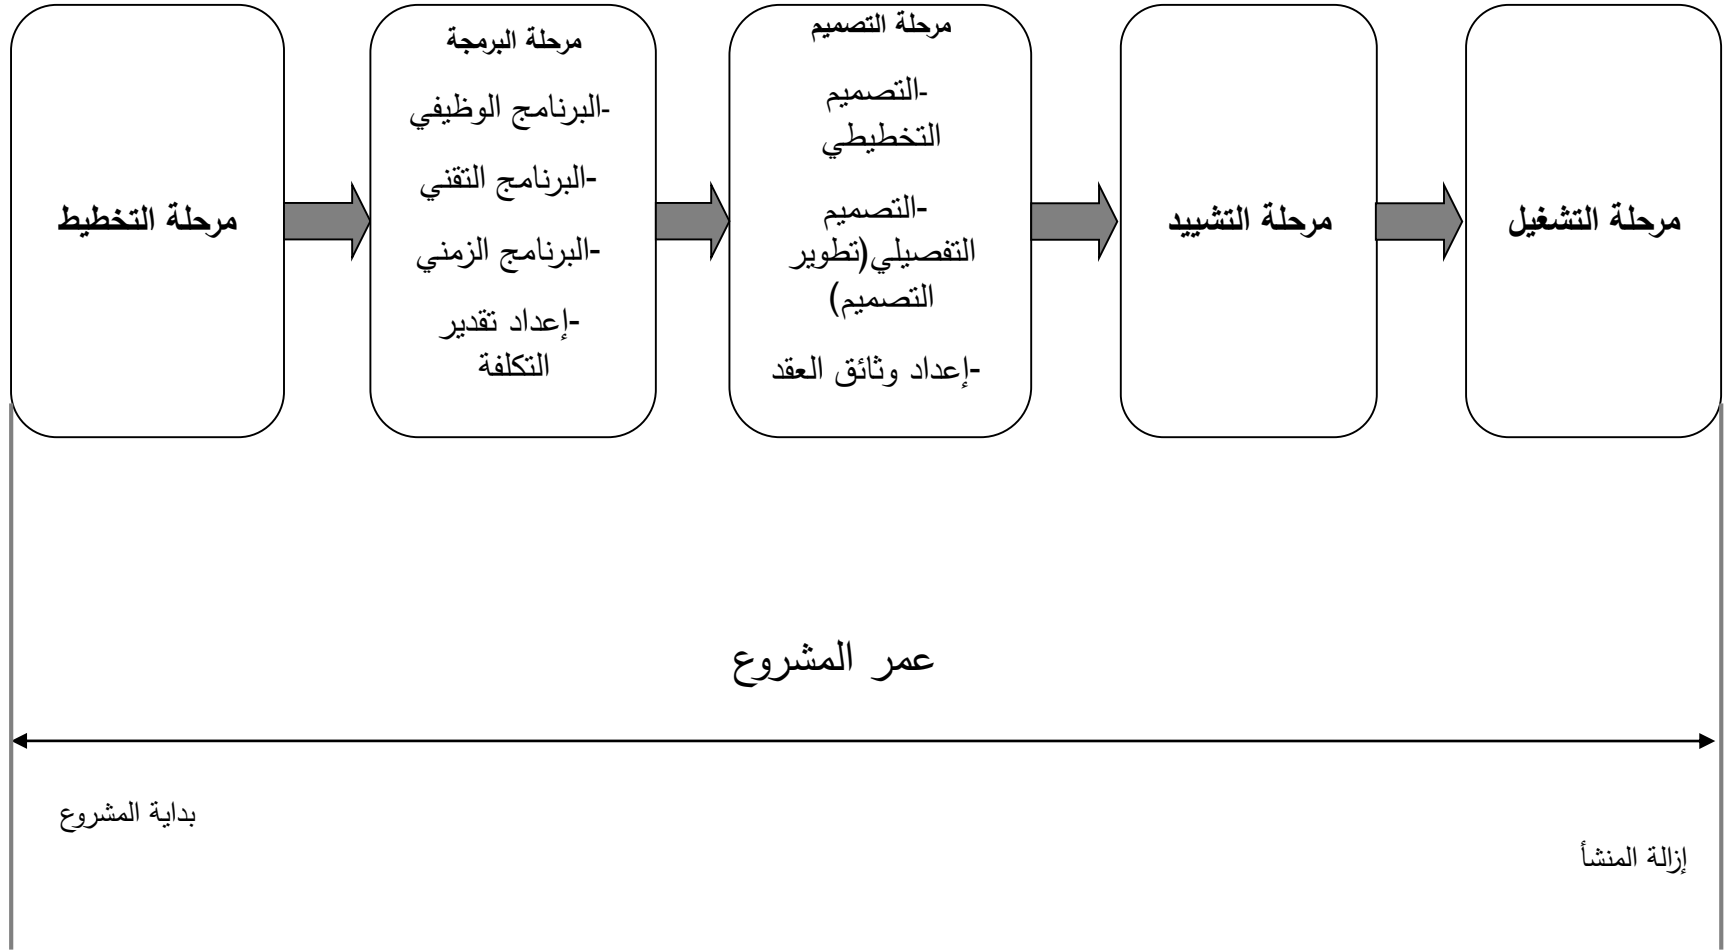 مرحلة التخطيط
مرحلة البرمجة
-البرنامج الوظيفي
-البرنامج التقني
-البرنامج الزمني
-إعداد تقدير
التكلفة
مرحلة التصميم
-التصميم
التخطيطي
-التصميم
التفصيلي(تطوير
التصميم)
-إعداد وثائق العقد
مرحلة التشييد
مرحلة التشغيل
عمر المشروع
بداية المشروع
إزالة المنشأ